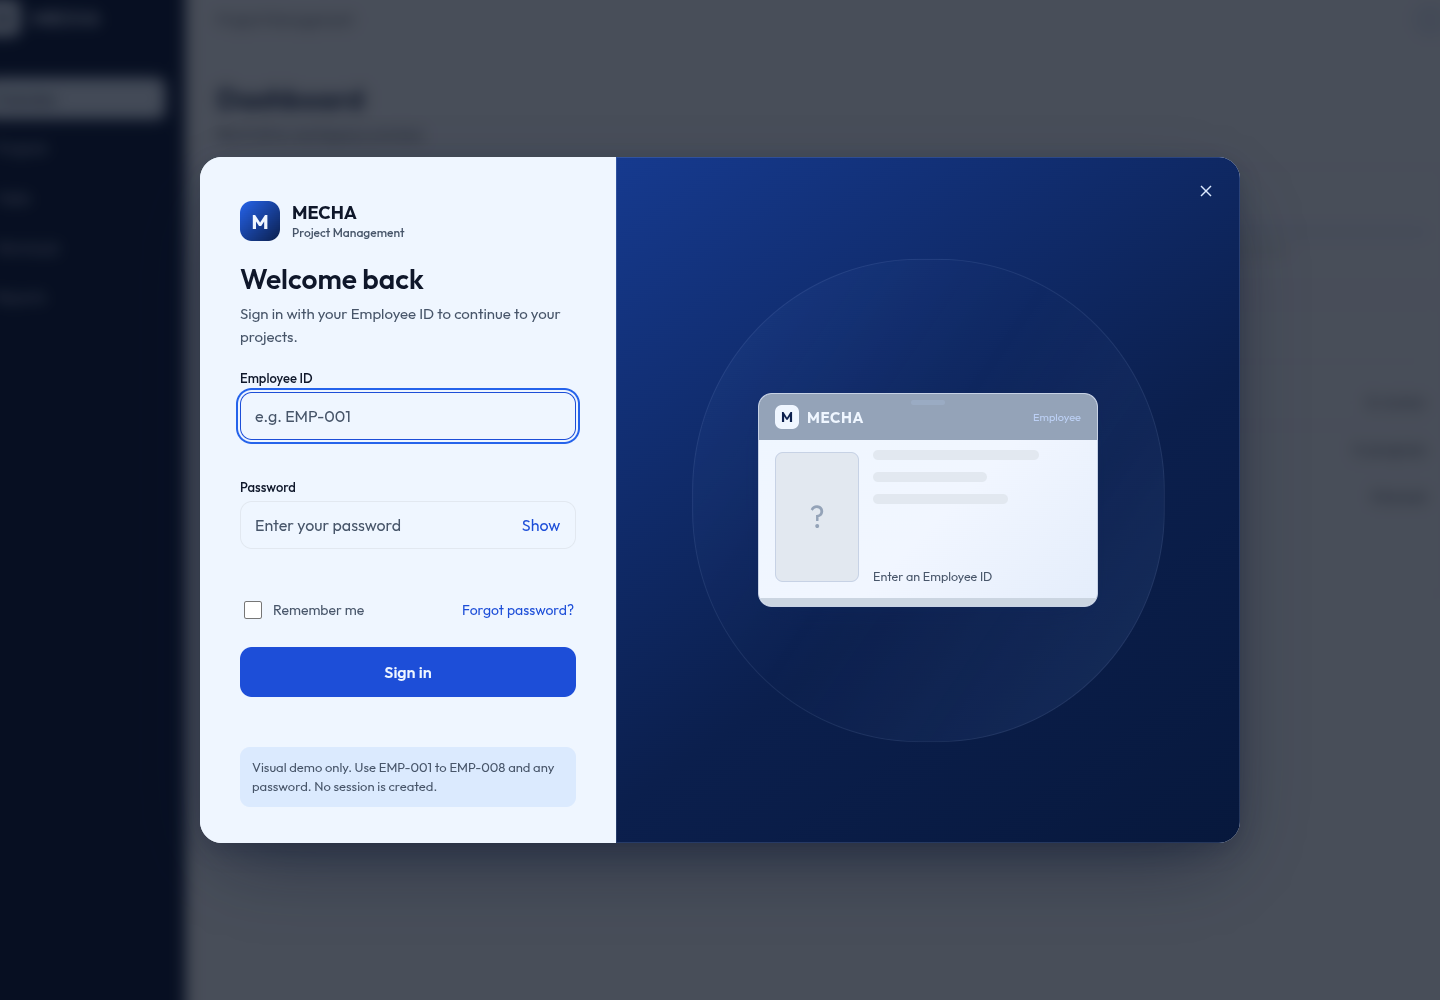 Dashboard
M MECHA
Project Management
Welcome back
Sign in with your Employee ID to continue to your
projects.
Employee ID
e.g. EMP-001
Password
Enter your password Show
Remember me Forgot password?
Sign in
Visual demo only. Use EMP-001 to EMP-008 and any
password. No session is created.
M MECHA Employee
?
Enter an Employee ID